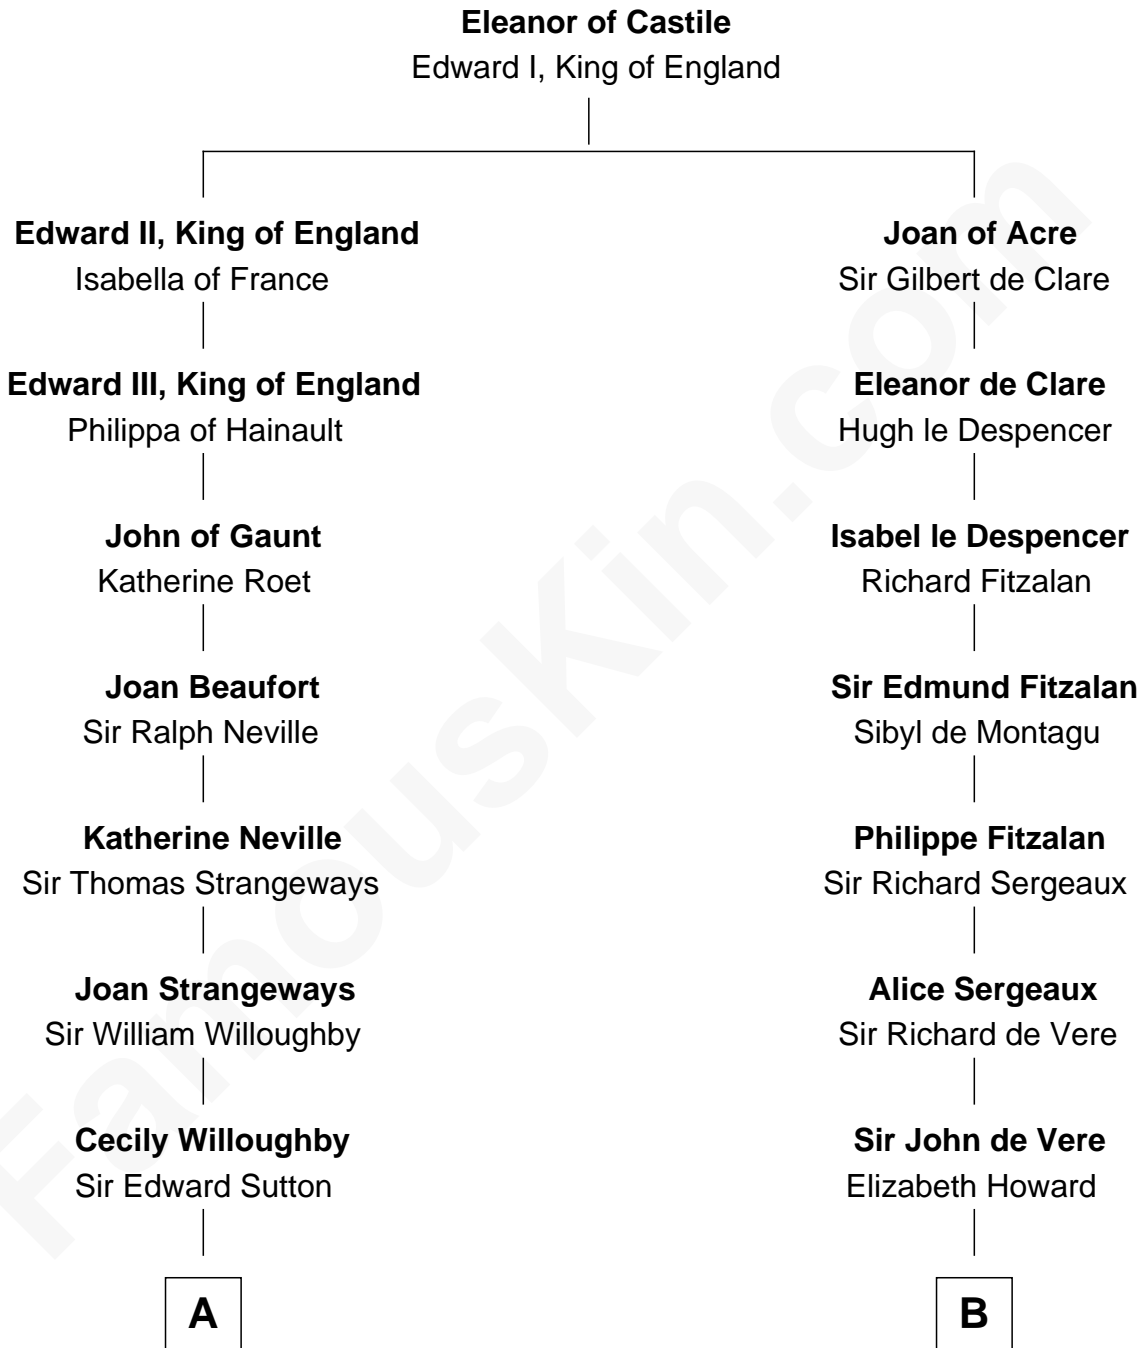 Eleanor of Castile
Edward I, King of England
Edward II, King of England
Isabella of France
Joan of Acre
Sir Gilbert de Clare
Edward III, King of England
Philippa of Hainault
Eleanor de Clare
Hugh le Despencer
John of Gaunt
Katherine Roet
Isabel le Despencer
Richard Fitzalan
Joan Beaufort
Sir Ralph Neville
Sir Edmund Fitzalan
Sibyl de Montagu
Katherine Neville
Sir Thomas Strangeways
Philippe Fitzalan
Sir Richard Sergeaux
Joan Strangeways
Sir William Willoughby
Alice Sergeaux
Sir Richard de Vere
Cecily Willoughby
Sir Edward Sutton
Sir John de Vere
Elizabeth Howard
A
B
FamousKin.com